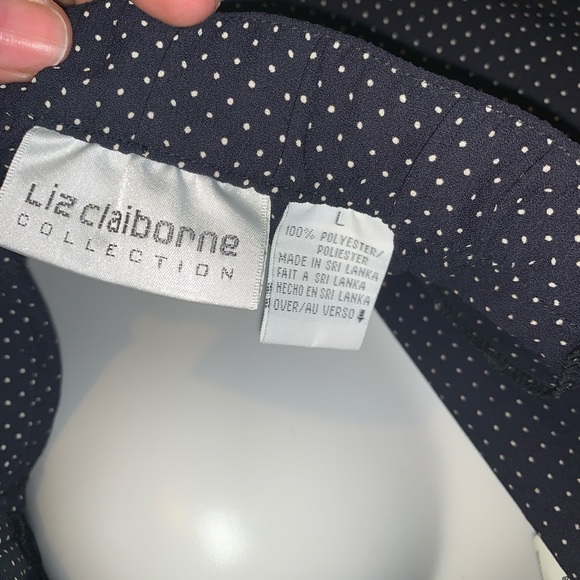 Liz claiborne
COLLECTION
L
100% POLYESTER/
POLIESTER
MADE IN SRI LANKA
FAIT A SRI LANKA
HECHO EN SRI LANKA
OVER/AU VERSO